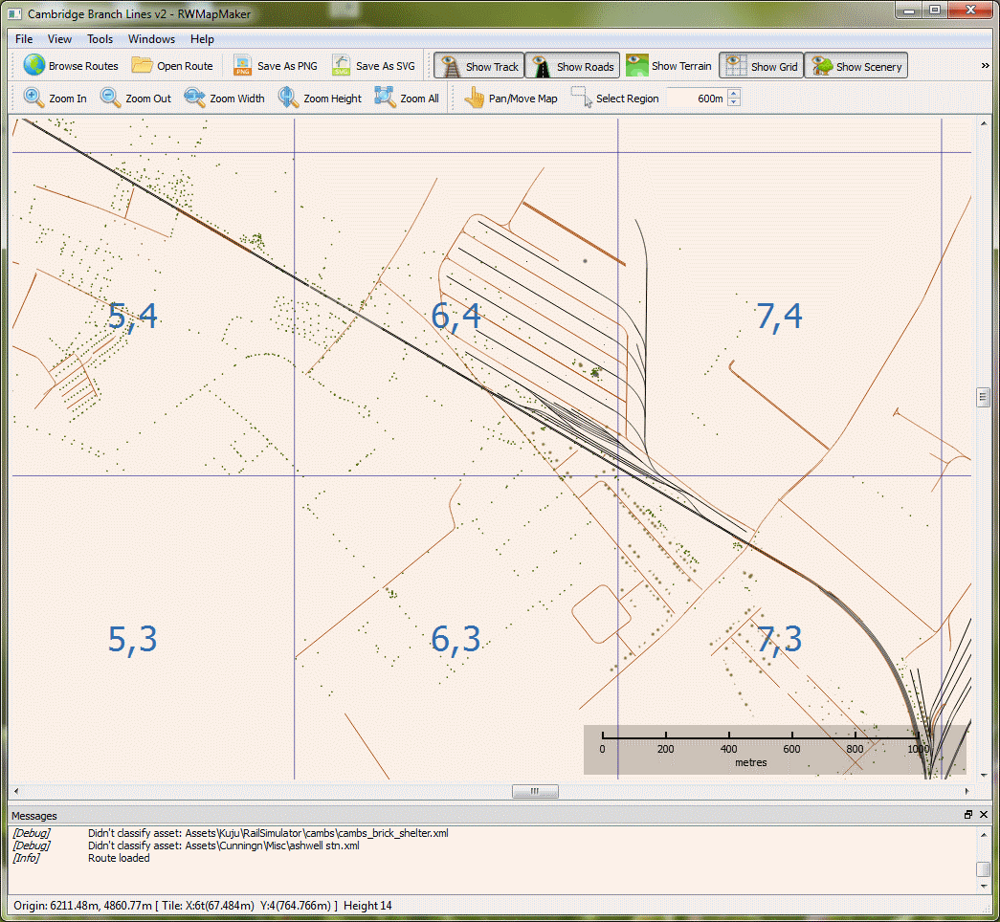 Cambridge Branch Lines v2 - RWMapMaker
File View Tools Windows Help
Browse Routes Open Route PNG Save As PNG SVG Save As SVG Show Track Show Roads Show Terrain Show Grid Show Scenery »
Zoom In Zoom Out Zoom Width Zoom Height Zoom All Pan/Move Map Select Region 600m
5,4 6,4 7,4
5,3 6,3 7,3
0 200 400 600 800 1000
metres
Messages
[Debug] Didn't classify asset: Assets\Kuju\RailSimulator\cambs\cambs_brick_shelter.xml
[Debug] Didn't classify asset: Assets\Cunningn\Misc\ashwell stn.xml
[Info] Route loaded
Origin: 6211.48m, 4860.77m [ Tile: X:6t(67.484m) Y:4(764.766m) ] Height 14